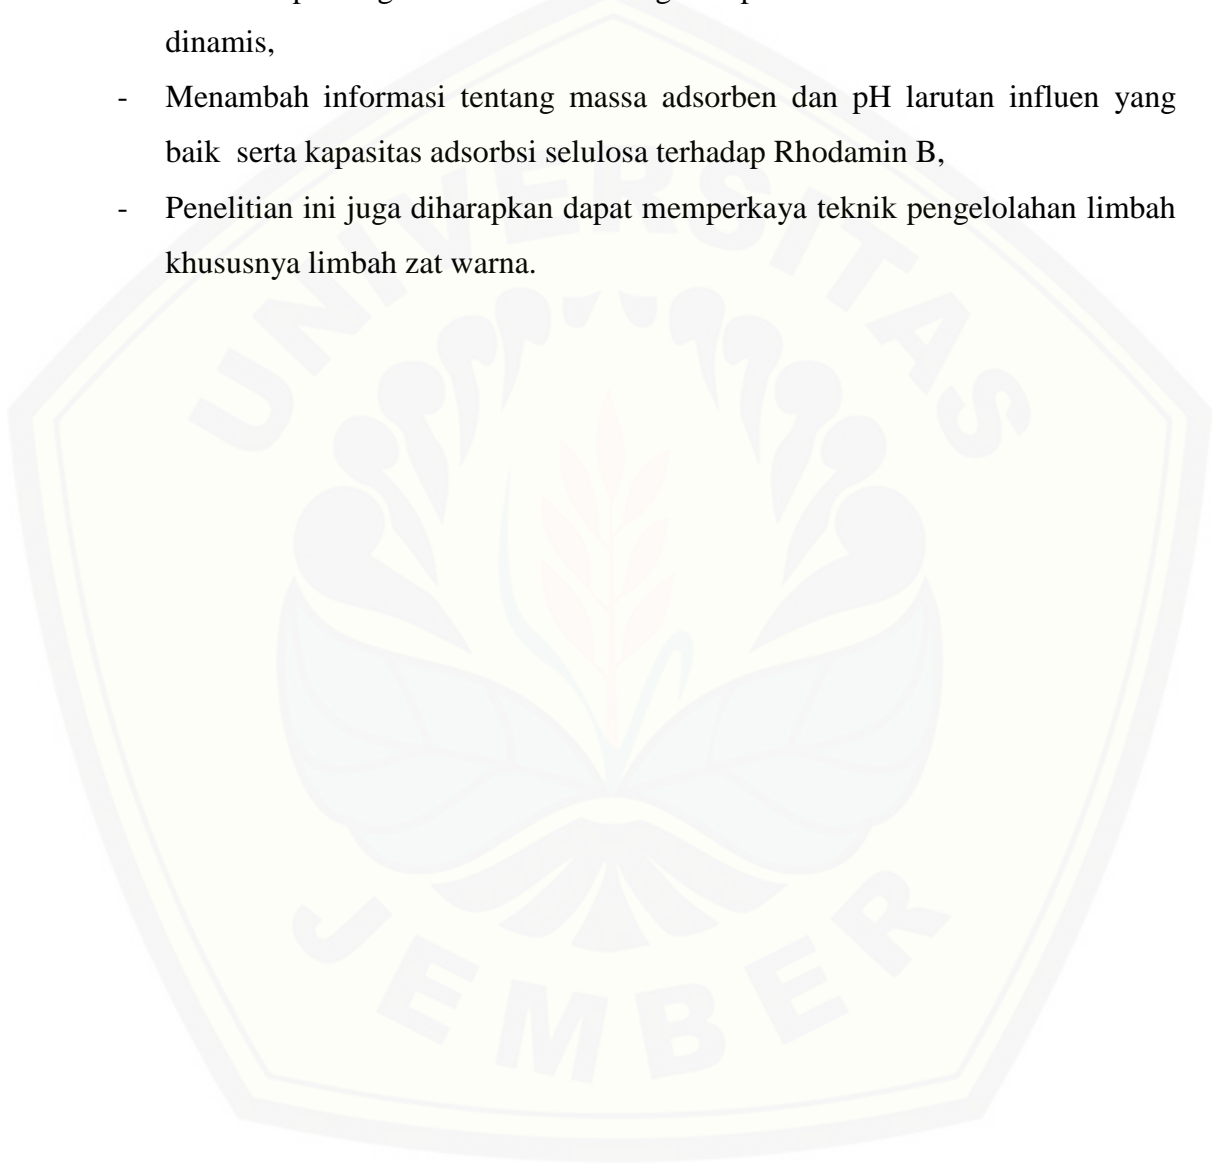 dinamis,
- Menambah informasi tentang massa adsorben dan pH larutan influen yang
baik serta kapasitas adsorbsi selulosa terhadap Rhodamin B,
- Penelitian ini juga diharapkan dapat memperkaya teknik pengelolahan limbah
khususnya limbah zat warna.
UNIVERSITAS
JEMBER